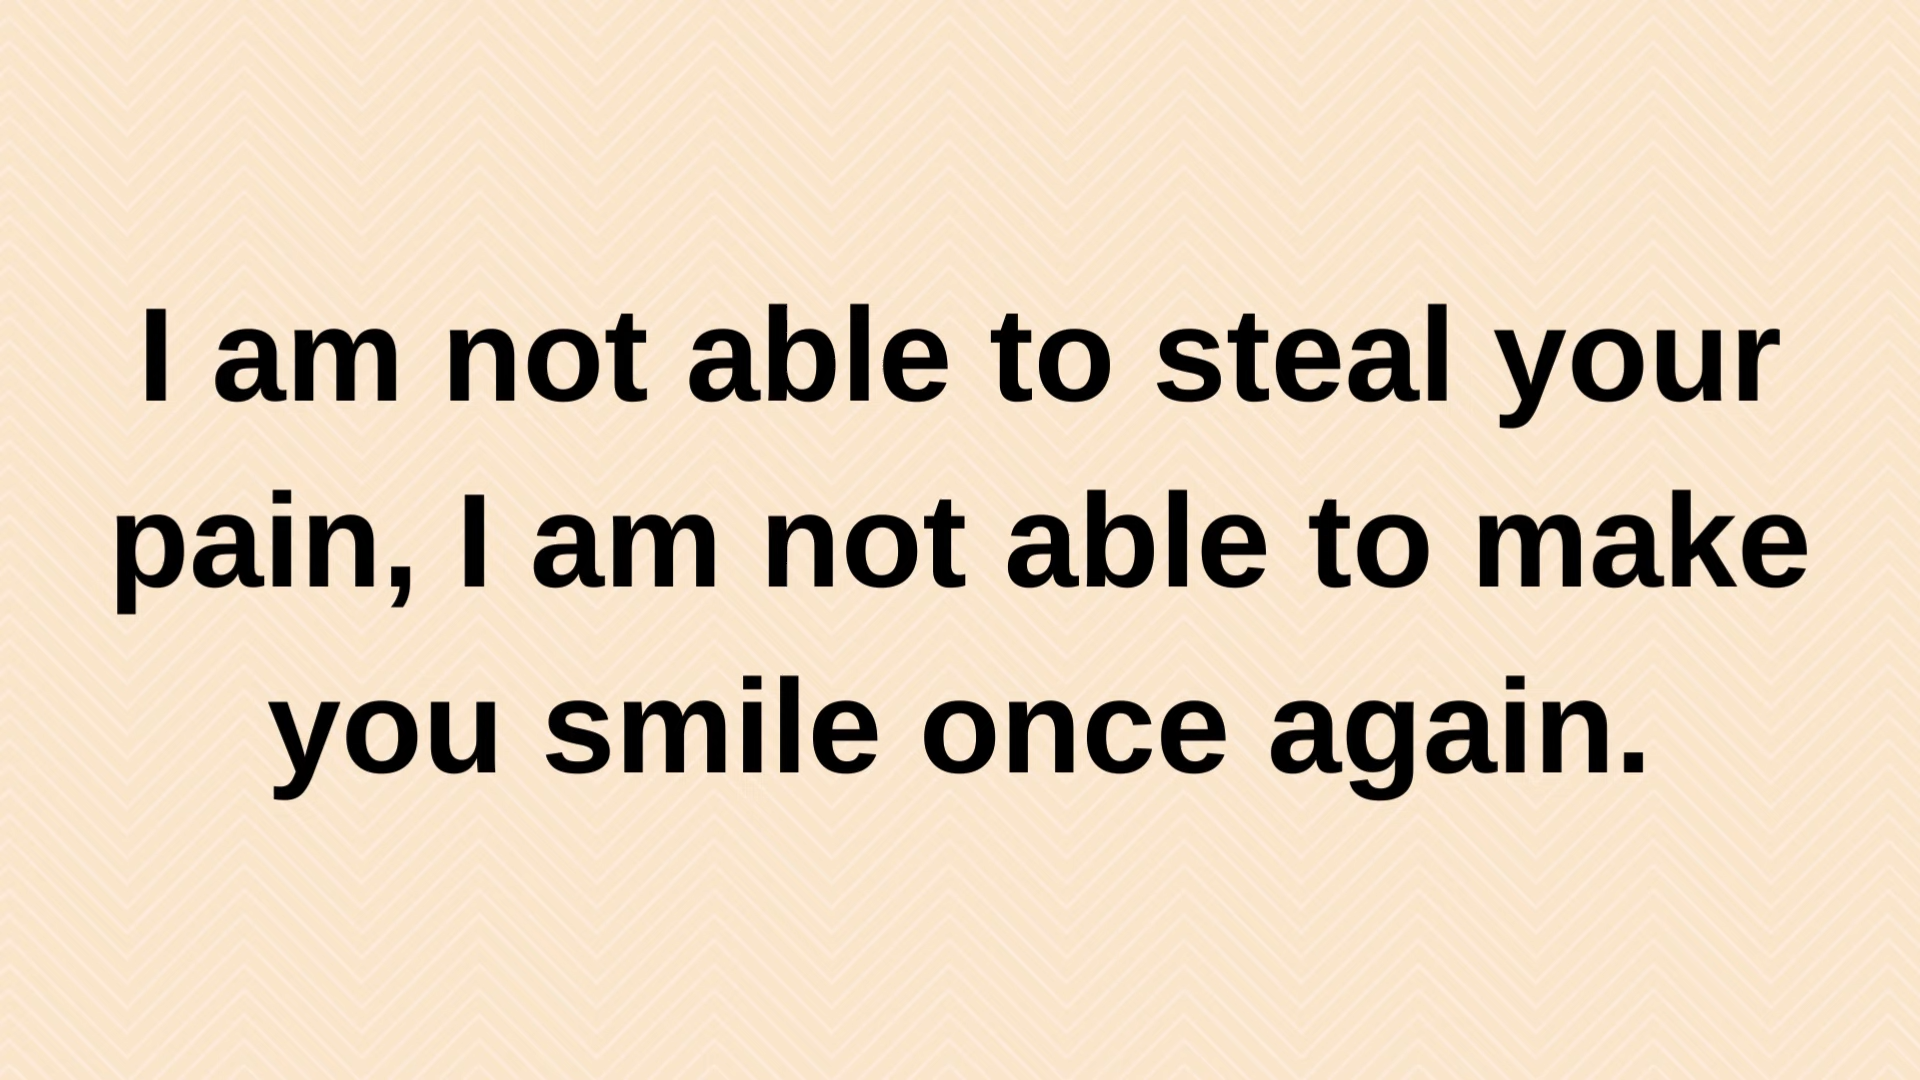 I am not able to steal your
pain, I am not able to make
you smile once again.